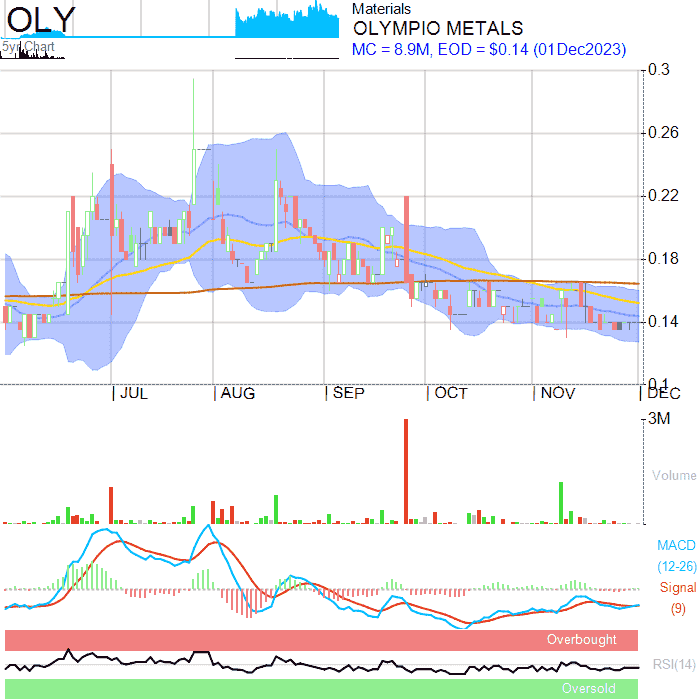 OLY
Materials
OLYMPIO METALS
5yr Chart
MC = 8.9M, EOD = $0.14 (01Dec2023)
0.3
0.26
0.22
0.18
0.14
0.1
JUL AUG SEP OCT NOV DEC
3M
Volume
MACD
(12-26)
Signal
(9)
Overbought
RSI(14)
Oversold